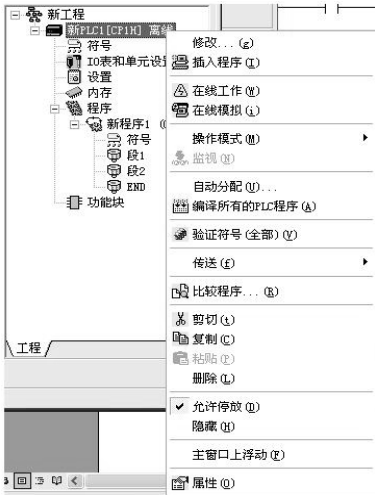 新工程
新PLC1[CP1H] 离线
符号
IO表和单元设
设置
内存
程序
新程序1 (0
符号
段1
段2
END
功能块
工程
修改... (g)
插入程序(I)
在线工作(W)
在线模拟(i)
操作模式(M)
监视(N)
自动分配(U)...
编译所有的PLC程序(A)
验证符号(全部)(V)
传送(f)
比较程序... (R)
剪切(t)
复制(C)
粘贴(P)
删除(L)
允许停放(D)
隐藏(H)
主窗口上浮动(F)
属性(O)